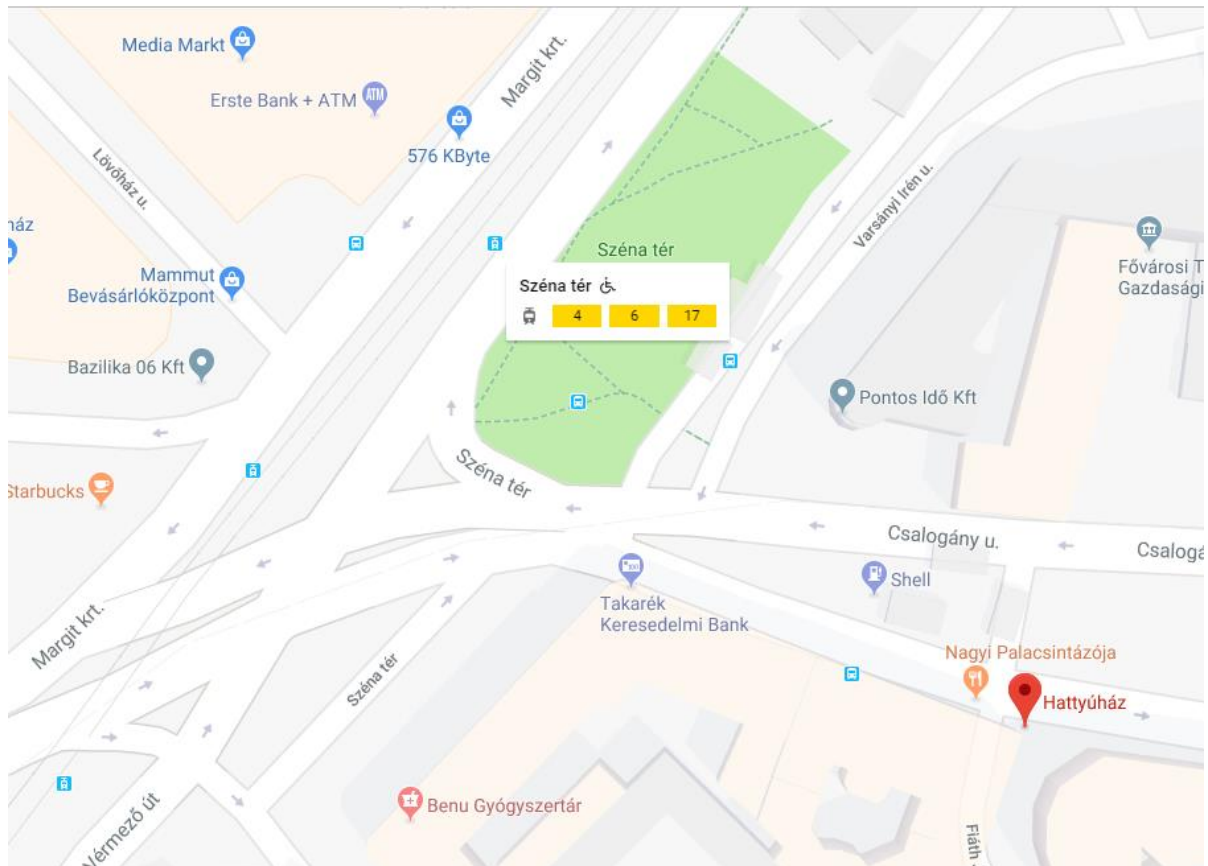 Media Markt
Margit krt.
Erste Bank + ATM
ATM
576 KByte
Lövőház u.
Varsányi Irén u.
ház
Széna tér
Fővárosi T
Gazdasági
Mammut
Bevásárlóközpont
Széna tér
4 6 17
Bazilika 06 Kft
Pontos Idő Kft
Széna tér
Starbucks
Csalogány u.
Csalogá
Shell
Takarék
Keresedelmi Bank
Margit krt.
Széna tér
Nagyi Palacsintázója
Hattyúház
Benu Gyógyszertár
Vérmező út
Fiáth